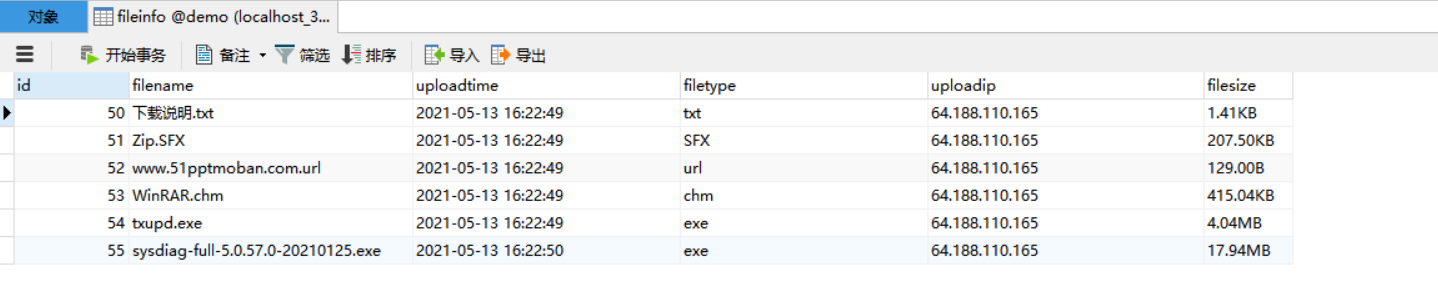 对象 fileinfo @demo (localhost_3...
开始事务 备注 筛选 排序 导入 导出
id filename uploadtime filetype uploadip filesize
50 下载说明.txt 2021-05-13 16:22:49 txt 64.188.110.165 1.41KB
51 Zip.SFX 2021-05-13 16:22:49 SFX 64.188.110.165 207.50KB
52 www.51pptmoban.com.url 2021-05-13 16:22:49 url 64.188.110.165 129.00B
53 WinRAR.chm 2021-05-13 16:22:49 chm 64.188.110.165 415.04KB
54 txupd.exe 2021-05-13 16:22:49 exe 64.188.110.165 4.04MB
55 sysdiag-full-5.0.57.0-20210125.exe 2021-05-13 16:22:50 exe 64.188.110.165 17.94MB